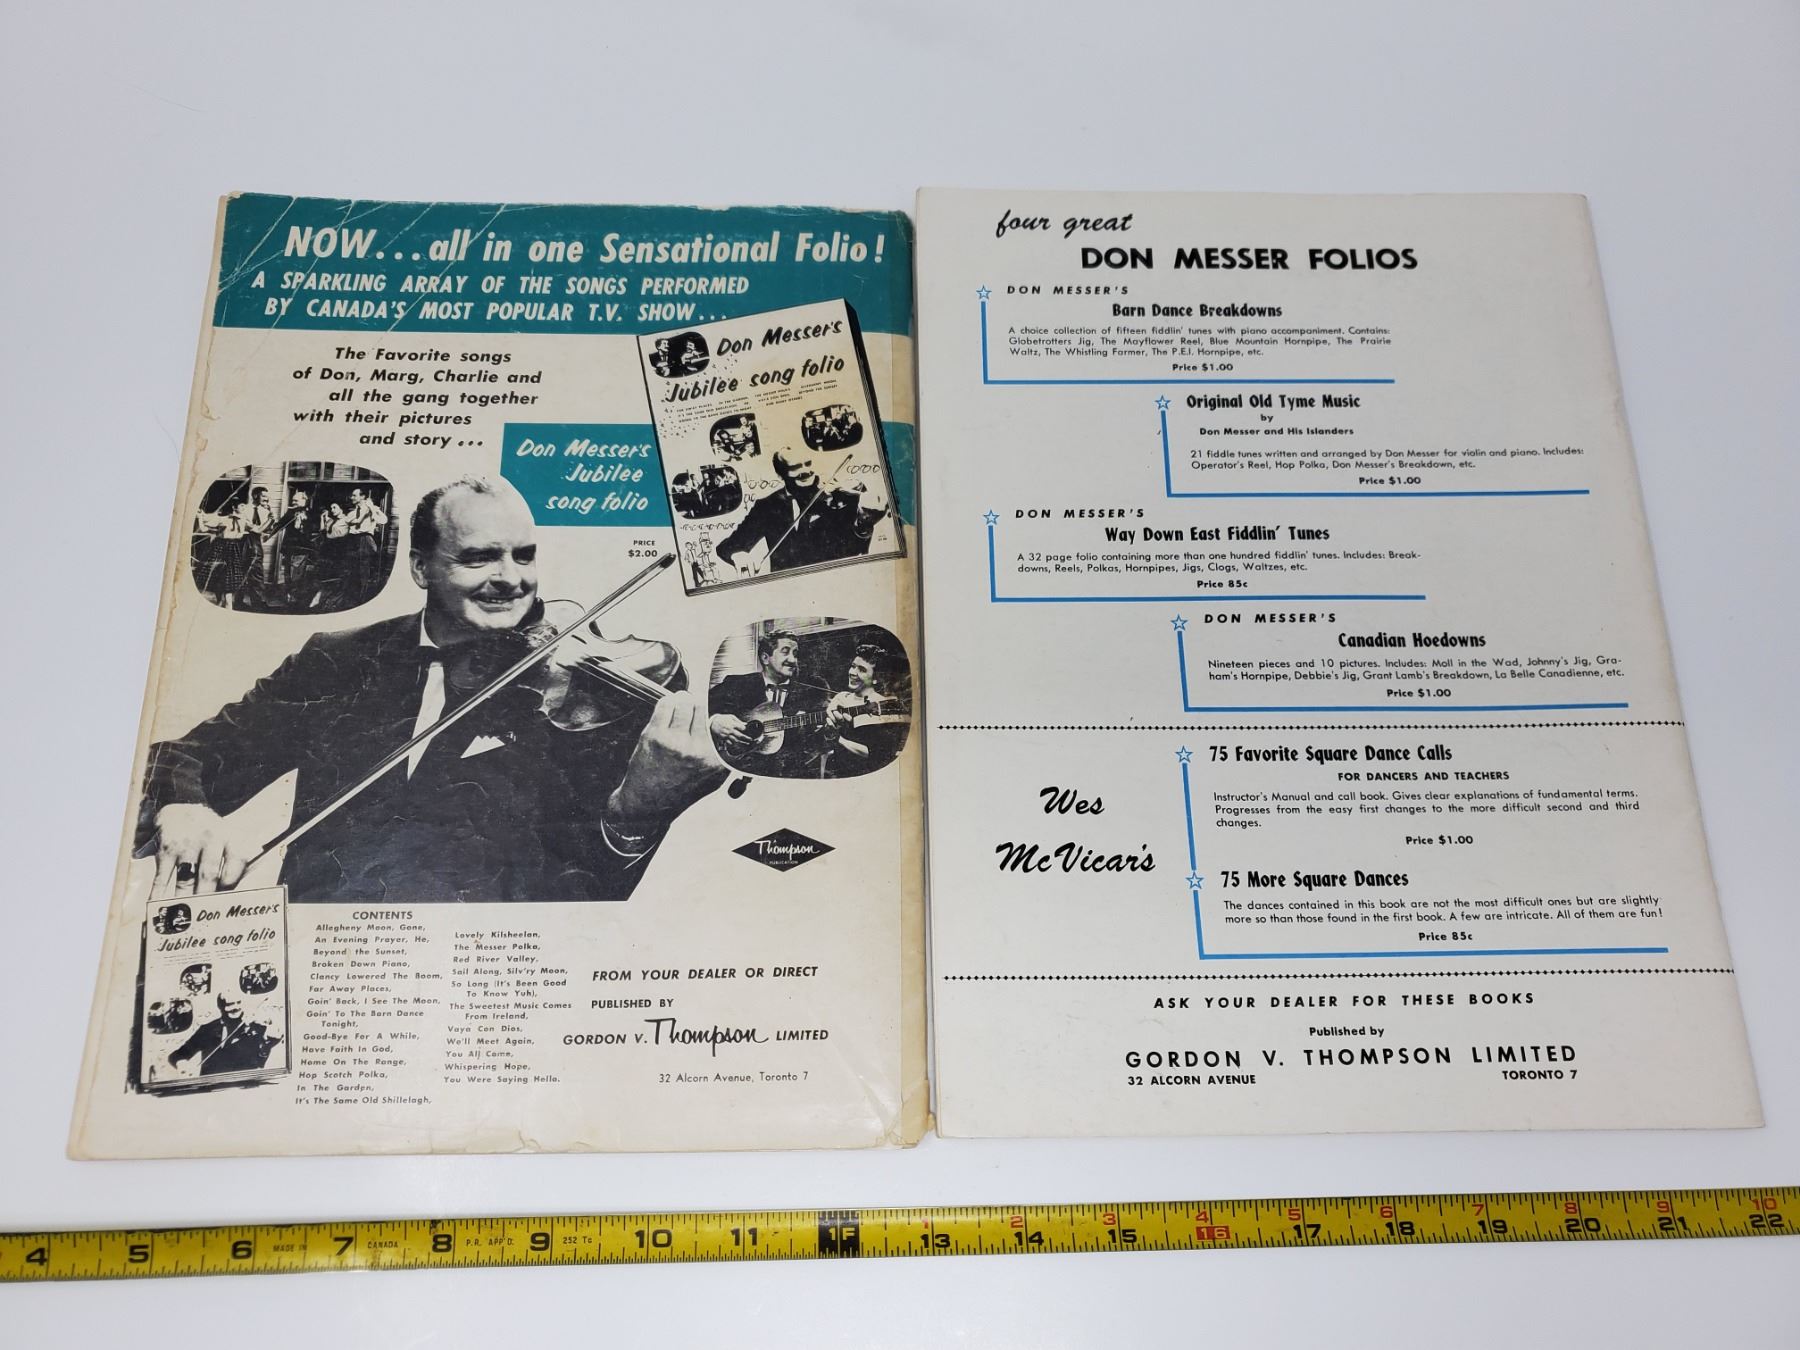 NOW...all in one Sensational Folio!
A SPARKLING ARRAY OF THE SONGS PERFORMED
BY CANADA'S MOST POPULAR T.V. SHOW...
The Favorite songs
of Don, Marg, Charlie and
all the gang together
with their pictures
and story ...
Don Messer's
Jubilee song folio
Don Messer's
Jubilee
song folio
PRICE
$2.00
Thompson
PUBLICATION
Don Messer's
Jubilee song folio
CONTENTS
Allegheny Moon, Gone,
An Evening Prayer, He,
Beyond the Sunset,
Broken Down Piano,
Clancy Lowered The Boom,
Far Away Places,
Goin' Back, I See The Moon,
Goin' To The Barn Dance
Tonight,
Good-Bye For A While,
Have Faith In God,
Home On The Range,
Hop Scotch Polka,
In The Garden,
It's The Same Old Shillelagh,
Lovely Kilsheelan,
The Messer Polka,
Red River Valley,
Sail Along, Silv'ry Moon,
So Long (It's Been Good
To Know Yuh),
The Sweetest Music Comes
From Ireland,
Vaya Con Dios,
We'll Meet Again,
You All Come,
Whispering Hope,
You Were Saying Hello.
FROM YOUR DEALER OR DIRECT
PUBLISHED BY
GORDON V. Thompson LIMITED
32 Alcorn Avenue, Toronto 7
four great
DON MESSER FOLIOS
DON MESSER'S
Barn Dance Breakdowns
A choice collection of fifteen fiddlin' tunes with piano accompaniment. Contains:
Globetrotters Jig, The Mayflower Reel, Blue Mountain Hornpipe, The Prairie
Waltz, The Whistling Farmer, The P.E.I. Hornpipe, etc.
Price $1.00
Original Old Tyme Music
by
Don Messer and His Islanders
21 fiddle tunes written and arranged by Don Messer for violin and piano. Includes:
Operator's Reel, Hop Polka, Don Messer's Breakdown, etc.
Price $1.00
DON MESSER'S
Way Down East Fiddlin' Tunes
A 32 page folio containing more than one hundred fiddlin' tunes. Includes: Break-
downs, Reels, Polkas, Hornpipes, Jigs, Clogs, Waltzes, etc.
Price 85c
DON MESSER'S
Canadian Hoedowns
Nineteen pieces and 10 pictures. Includes: Moll in the Wad, Johnny's Jig, Gra-
ham's Hornpipe, Debbie's Jig, Grant Lamb's Breakdown, La Belle Canadienne, etc.
Price $1.00
Wes
McVicar's
75 Favorite Square Dance Calls
FOR DANCERS AND TEACHERS
Instructor's Manual and call book. Gives clear explanations of fundamental terms.
Progresses from the easy first changes to the more difficult second and third
changes.
Price $1.00
75 More Square Dances
The dances contained in this book are not the most difficult ones but are slightly
more so than those found in the first book. A few are intricate. All of them are fun!
Price 85c
ASK YOUR DEALER FOR THESE BOOKS
Published by
GORDON V. THOMPSON LIMITED
32 ALCORN AVENUE TORONTO 7
1 2 3 4 5 6 7 8 9 10
4 5 6 MADE IN 7 CANADA 8 P.R. APP'D. 9 252 Tc 10 11 1F 13 14 15 16 17 18 19 20 21 22